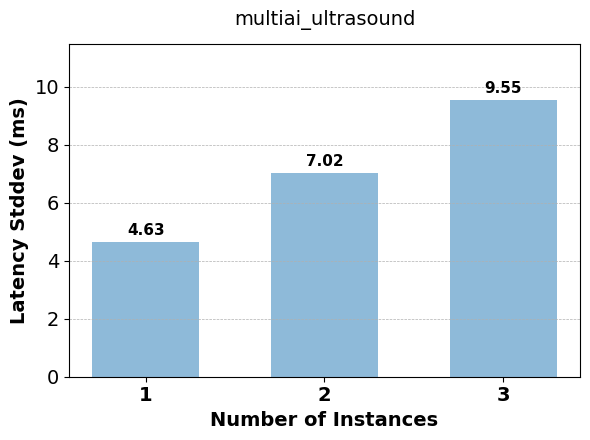 multiai_ultrasound
Latency Stddev (ms)
10
8
6
4
2
0
4.63
7.02
9.55
1 2 3
Number of Instances